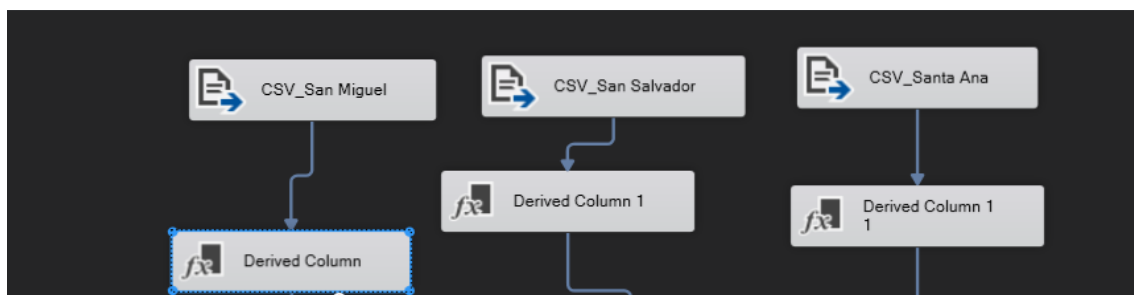 CSV_San Miguel
CSV_San Salvador
CSV_Santa Ana
Derived Column
Derived Column 1
Derived Column 1
1